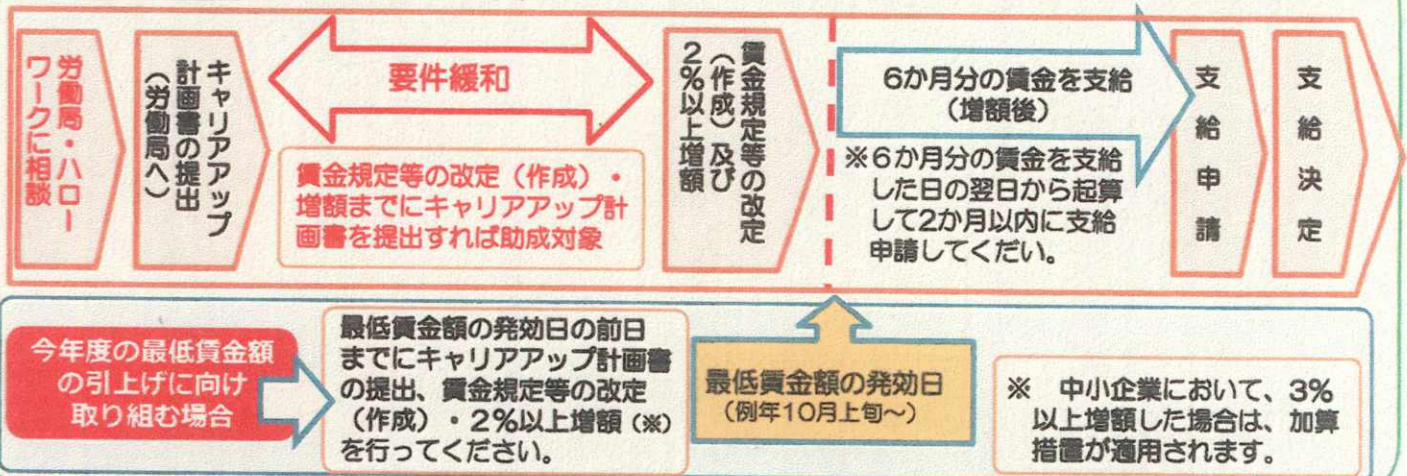 労働局・ハロー
ワークに相談
キャリアアップ
計画書の提出
(労働局へ)
要件緩和
賃金規定等の改定(作成)・
増額までにキャリアアップ計
画書を提出すれば助成対象
賃金規定等の改定
(作成)及び
2%以上増額
6か月分の賃金を支給
(増額後)
※6か月分の賃金を支給
した日の翌日から起算
して2か月以内に支給
申請してくだい。
支給申請
支給決定
今年度の最低賃金額
の引上げに向け
取り組む場合
最低賃金額の発効日の前日
までにキャリアアップ計画書
の提出、賃金規定等の改定
(作成)・2%以上増額(※)
を行ってください。
最低賃金額の発効日
(例年10月上旬~)
※ 中小企業において、3%
以上増額した場合は、加算
措置が適用されます。